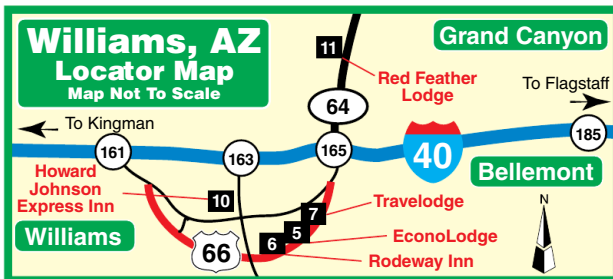 Williams, AZ
Locator Map
Map Not To Scale
11
Grand Canyon
Red Feather
Lodge
64
To Flagstaff
To Kingman
161
163
165
40
185
Howard
Johnson
Express Inn
10
Bellemont
N
7
Travelodge
Williams
66
6
5
EconoLodge
Rodeway Inn